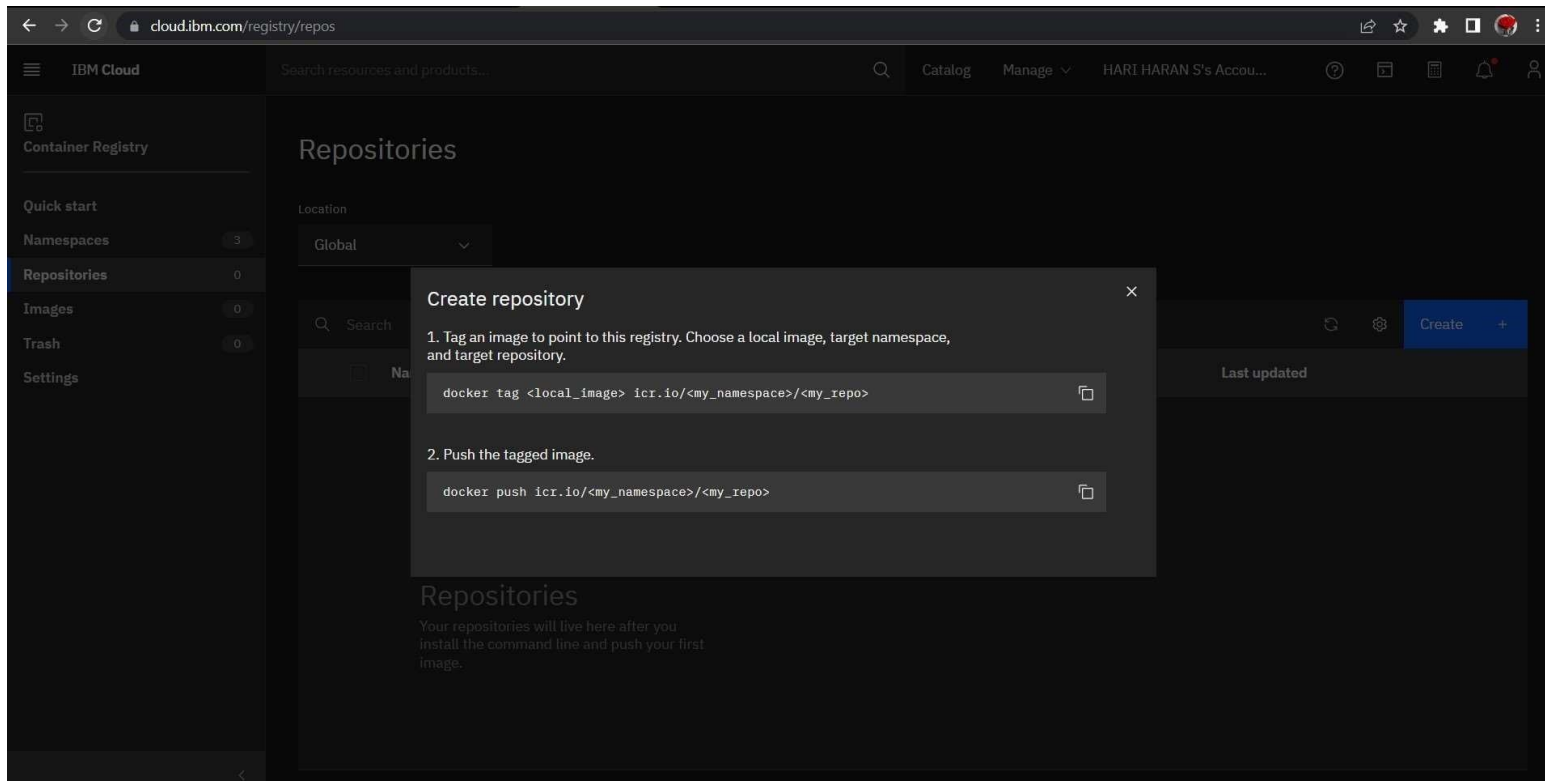 cloud.ibm.com/registry/repos
IBM Cloud
Search resources and products...
Catalog
Manage
HARI HARAN S's Accou...
Container Registry
Quick start
Namespaces 3
Repositories 0
Images 0
Trash 0
Settings
Repositories
Location
Global
Search
Create +
Na
Last updated
Create repository
1. Tag an image to point to this registry. Choose a local image, target namespace,
and target repository.
docker tag <local_image> icr.io/<my_namespace>/<my_repo>
2. Push the tagged image.
docker push icr.io/<my_namespace>/<my_repo>
Repositories
Your repositories will live here after you
install the command line and push your first
image.